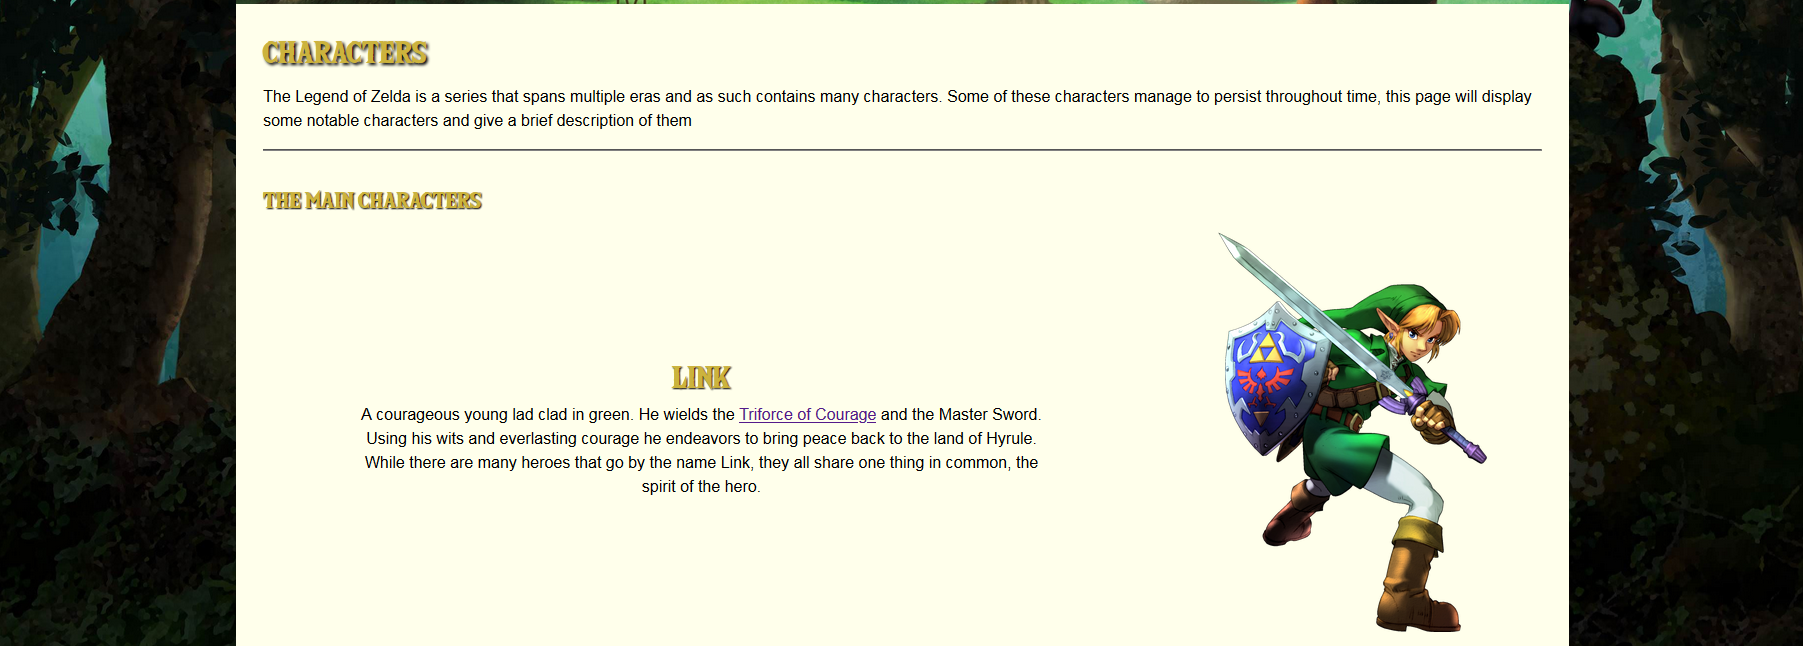 CHARACTERS
The Legend of Zelda is a series that spans multiple eras and as such contains many characters. Some of these characters manage to persist throughout time, this page will display
some notable characters and give a brief description of them
THE MAIN CHARACTERS
LINK
A courageous young lad clad in green. He wields the Triforce of Courage and the Master Sword.
Using his wits and everlasting courage he endeavors to bring peace back to the land of Hyrule.
While there are many heroes that go by the name Link, they all share one thing in common, the
spirit of the hero.